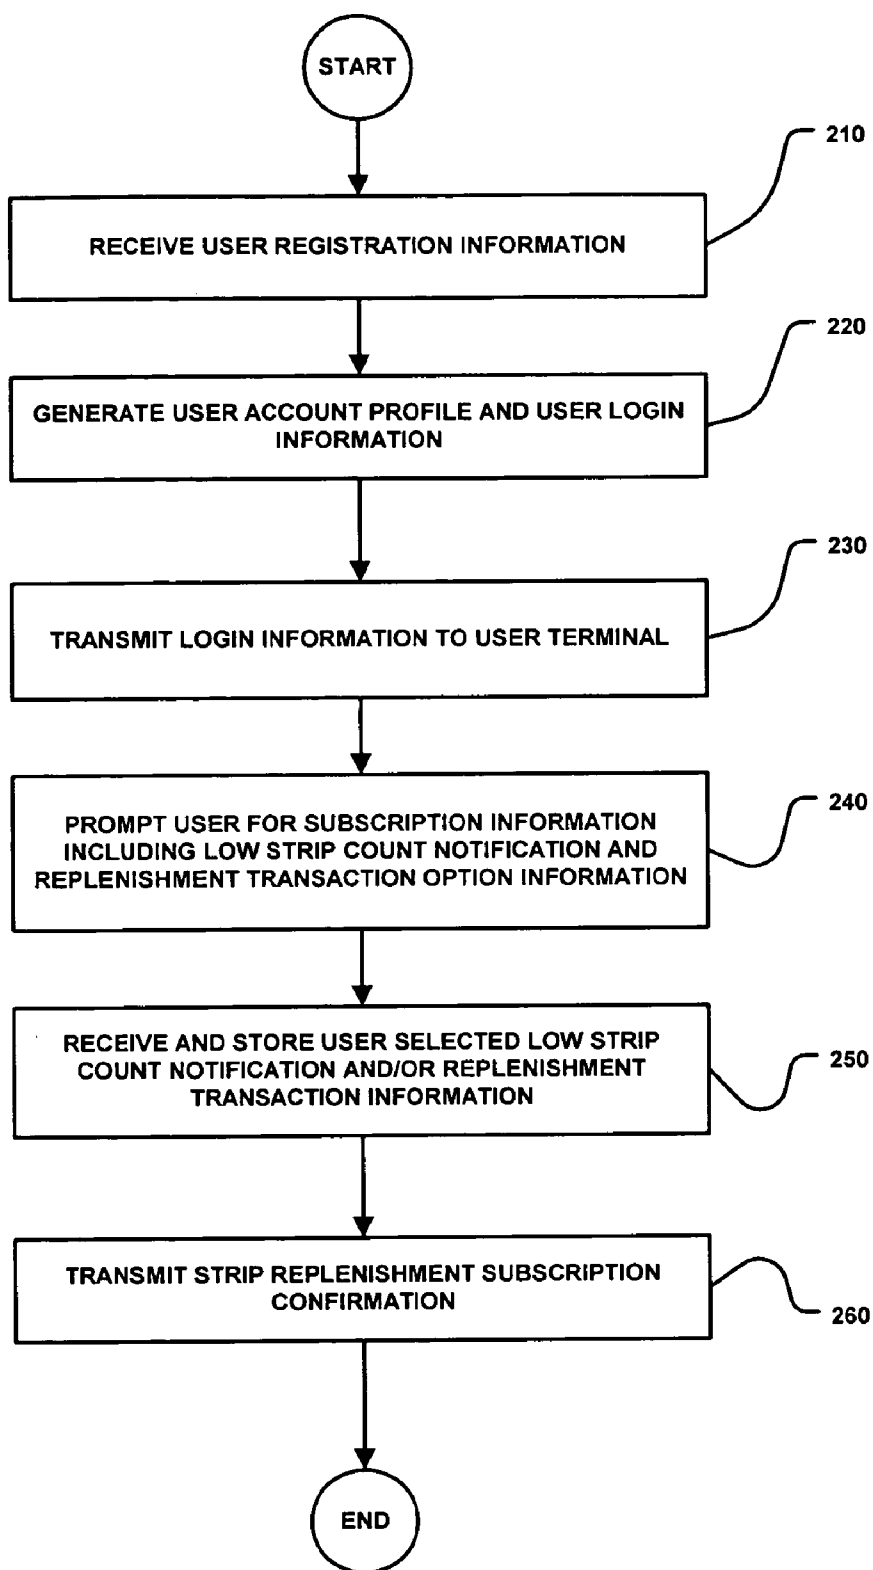 START
210
RECEIVE USER REGISTRATION INFORMATION
220
GENERATE USER ACCOUNT PROFILE AND USER LOGIN
INFORMATION
230
TRANSMIT LOGIN INFORMATION TO USER TERMINAL
240
PROMPT USER FOR SUBSCRIPTION INFORMATION
INCLUDING LOW STRIP COUNT NOTIFICATION AND
REPLENISHMENT TRANSACTION OPTION INFORMATION
RECEIVE AND STORE USER SELECTED LOW STRIP
COUNT NOTIFICATION AND/OR REPLENISHMENT
TRANSACTION INFORMATION
250
TRANSMIT STRIP REPLENISHMENT SUBSCRIPTION
CONFIRMATION
260
END